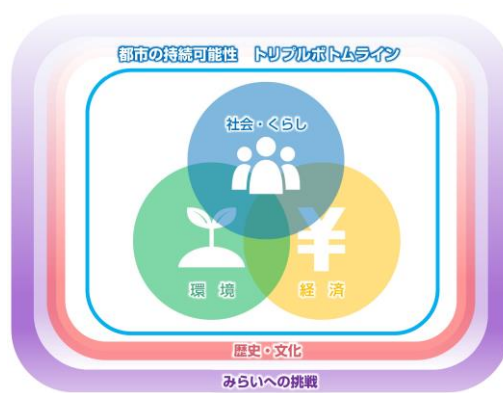 都市の持続可能性　トリプルボトムライン
社会・くらし
環 境
経 済
歴史・文化
みらいへの挑戦